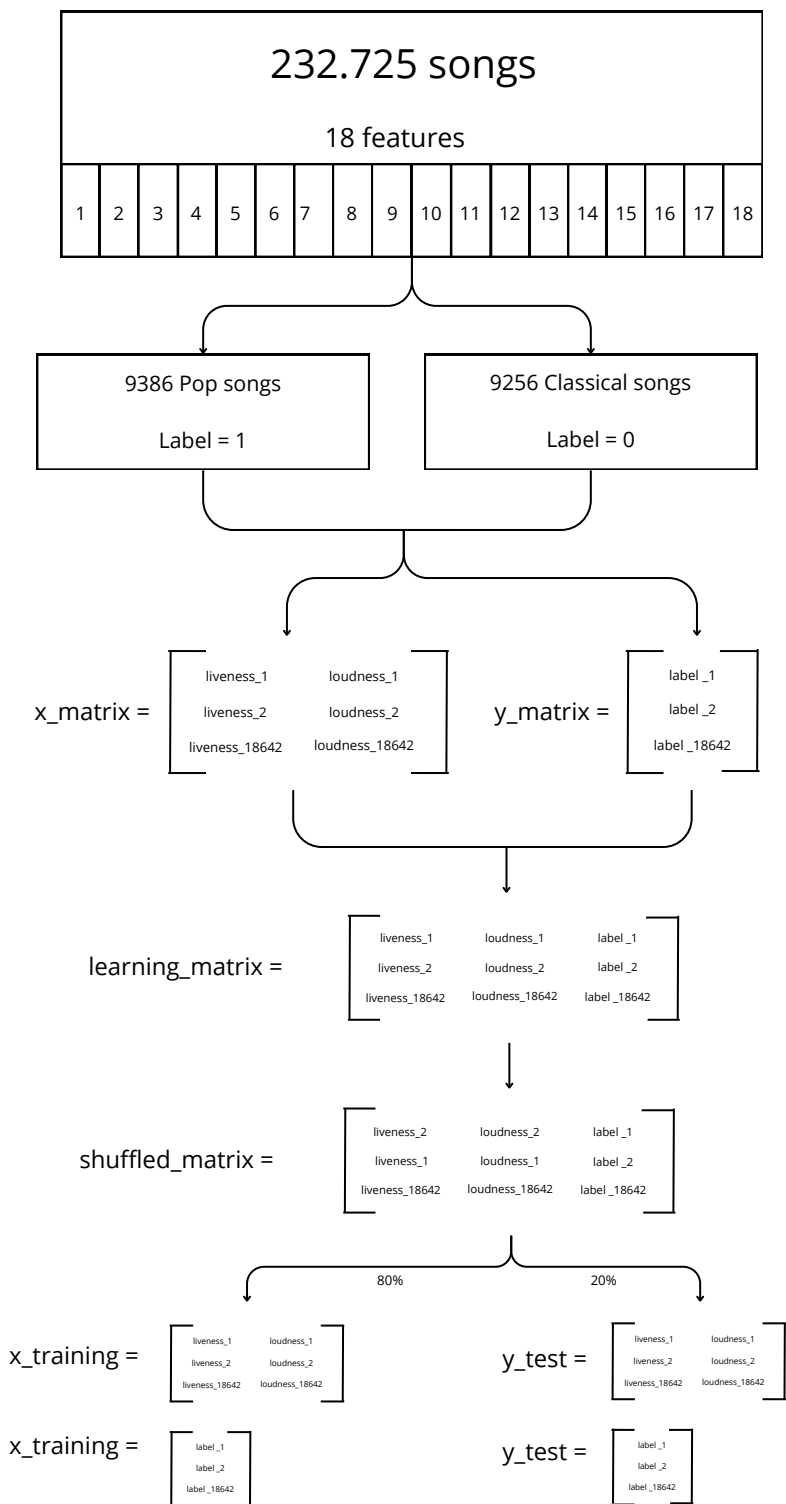 232.725 songs
18 features
1 2 3 4 5 6 7 8 9 10 11 12 13 14 15 16 17 18
9386 Pop songs
Label = 1
9256 Classical songs
Label = 0
x_matrix =
liveness_1 loudness_1
liveness_2 loudness_2
liveness_18642 loudness_18642
y_matrix =
label _1
label _2
label _18642
learning_matrix =
liveness_1 loudness_1 label _1
liveness_2 loudness_2 label _2
liveness_18642 loudness_18642 label _18642
shuffled_matrix =
liveness_2 loudness_2 label _1
liveness_1 loudness_1 label _2
liveness_18642 loudness_18642 label _18642
80% 20%
x_training =
liveness_1 loudness_1
liveness_2 loudness_2
liveness_18642 loudness_18642
y_test =
liveness_1 loudness_1
liveness_2 loudness_2
liveness_18642 loudness_18642
x_training =
label _1
label _2
label _18642
y_test =
label _1
label _2
label _18642